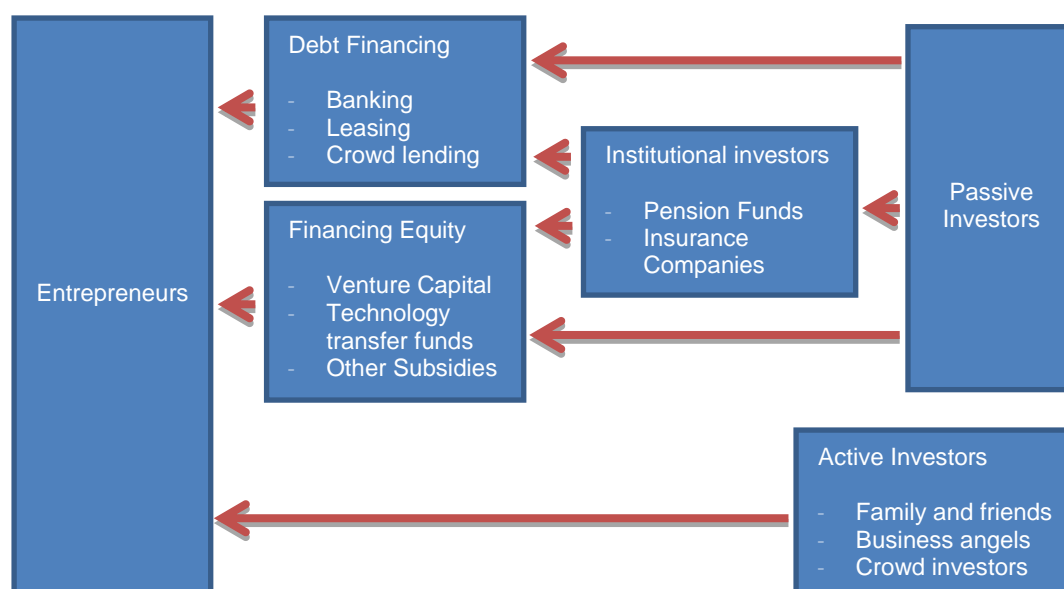 Entrepreneurs
Debt Financing
- Banking
- Leasing
- Crowd lending
Financing Equity
- Venture Capital
- Technology
transfer funds
- Other Subsidies
Institutional investors
- Pension Funds
- Insurance
Companies
Passive
Investors
Active Investors
- Family and friends
- Business angels
- Crowd investors